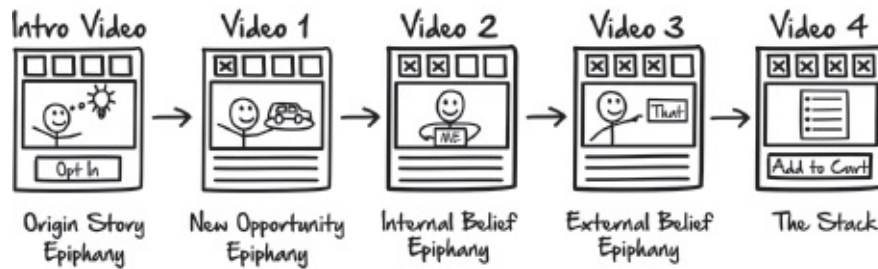 Intro Video
Video 1
Video 2
Video 3
Video 4
Opt In
ME
That
Add to Cart
Origin Story
Epiphany
New Opportunity
Epiphany
Internal Belief
Epiphany
External Belief
Epiphany
The Stack